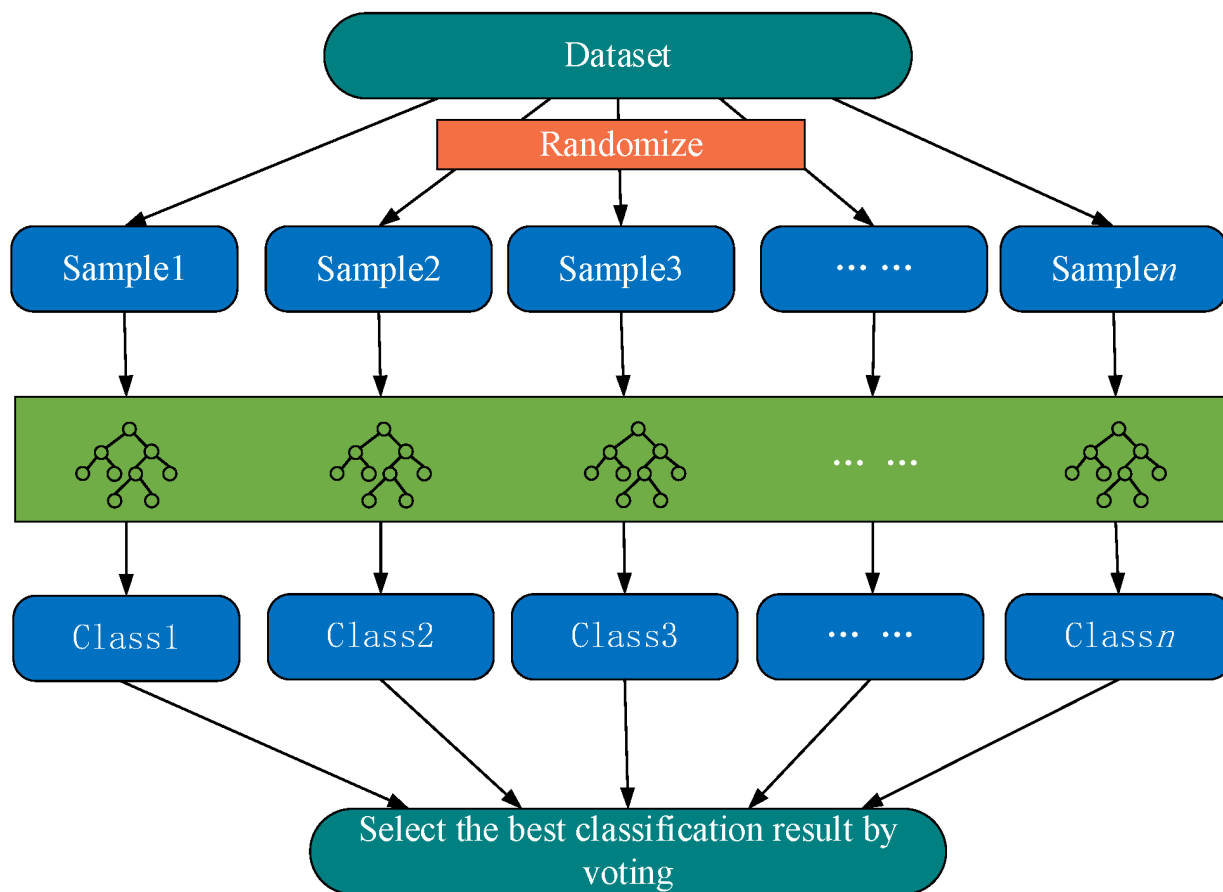 Dataset
Randomize
Sample1
Sample2
Sample3
... ...
Samplen
... ...
Class1
Class2
Class3
... ...
Classn
Select the best classification result by
voting